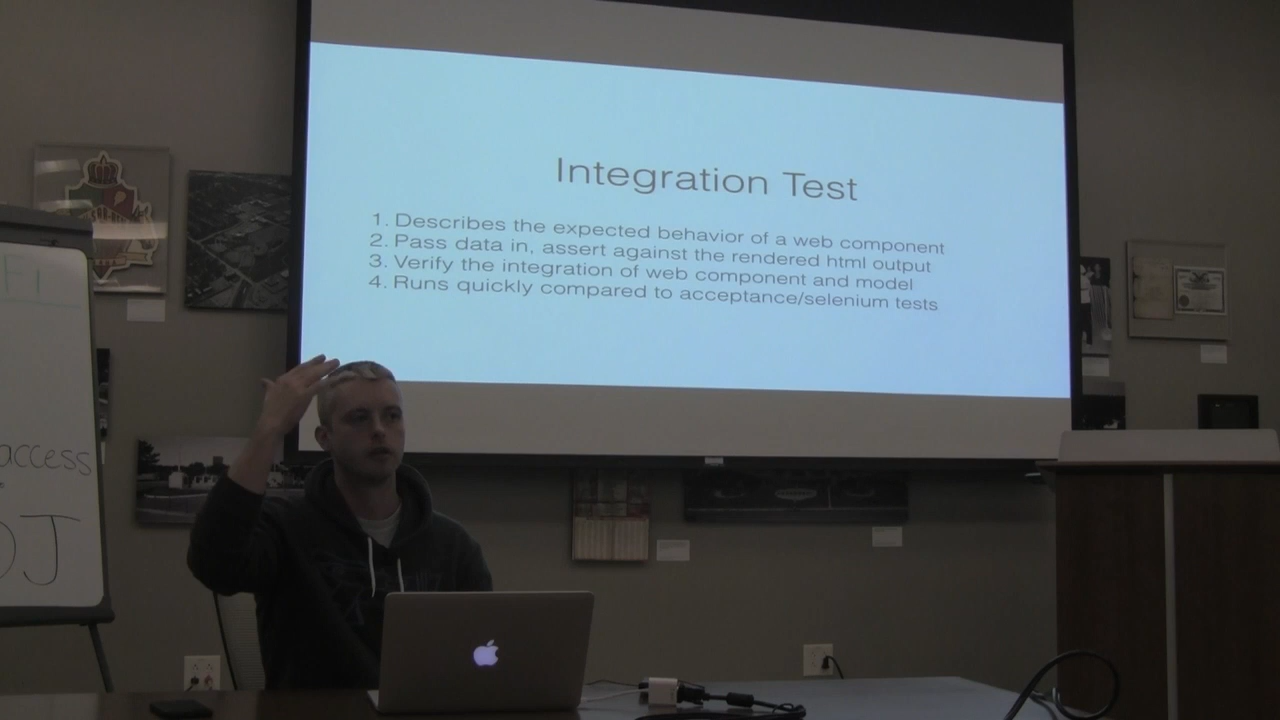 Integration Test
1. Describes the expected behavior of a web component
2. Pass data in, assert against the rendered html output
3. Verify the integration of web component and model
4. Runs quickly compared to acceptance/selenium tests
FI
access
OJ